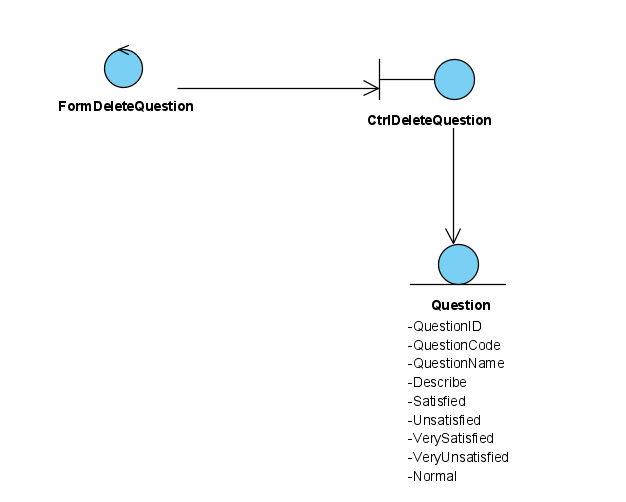 FormDeleteQuestion
CtrlDeleteQuestion
Question
-QuestionID
-QuestionCode
-QuestionName
-Describe
-Satisfied
-Unsatisfied
-VerySatisfied
-VeryUnsatisfied
-Normal